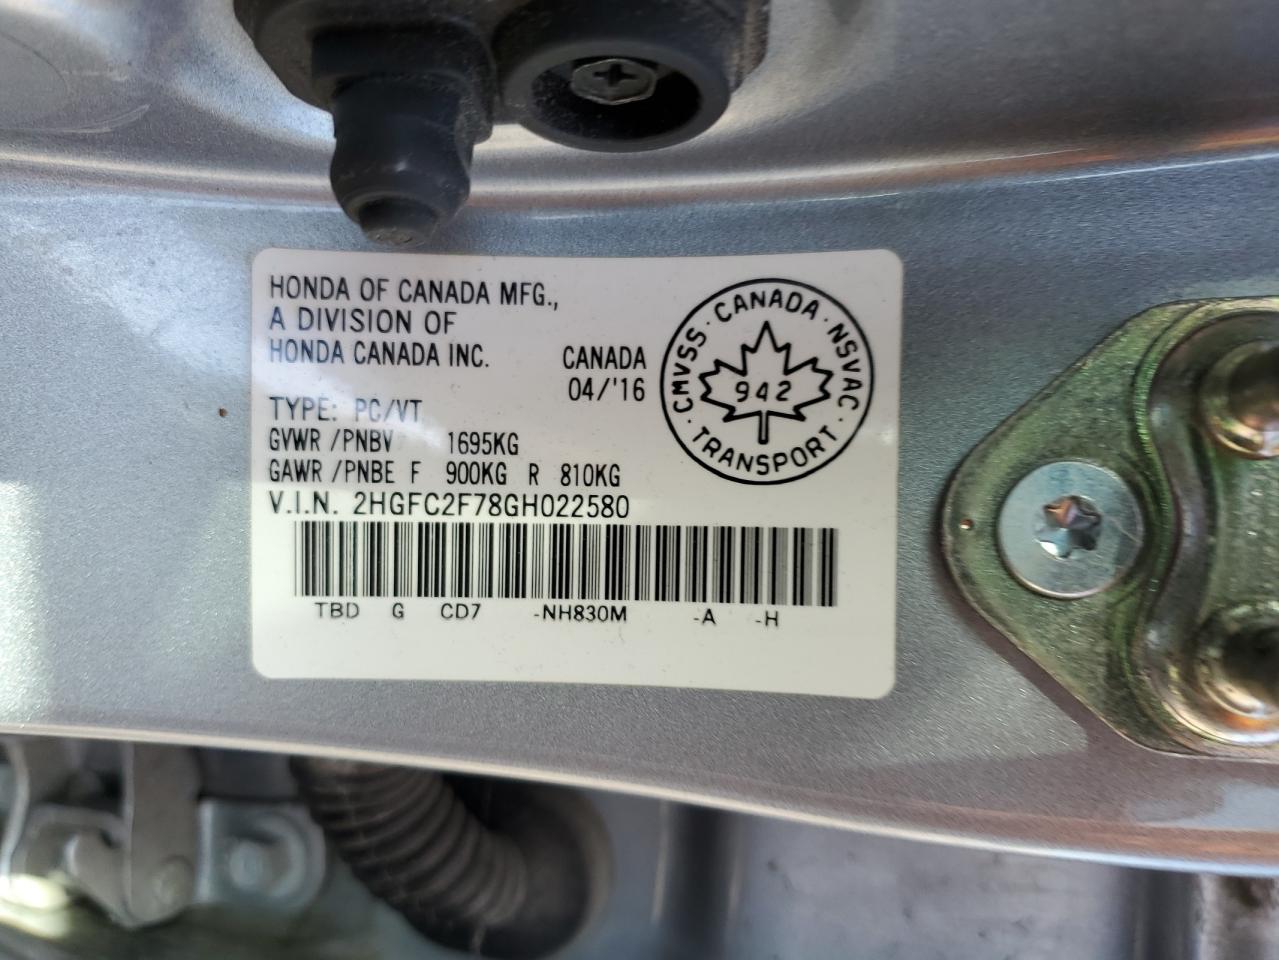 HONDA OF CANADA MFG.,
A DIVISION OF
HONDA CANADA INC.
CANADA
04/'16
TYPE: PC/VT
GVWR /PNBV 1695KG
GAWR /PNBE F 900KG R 810KG
V.I.N. 2HGFC2F78GH022580
TBD G CD7 -NH830M -A -H
CMVSS · CANADA · NSVAC · TRANSPORT ·
942